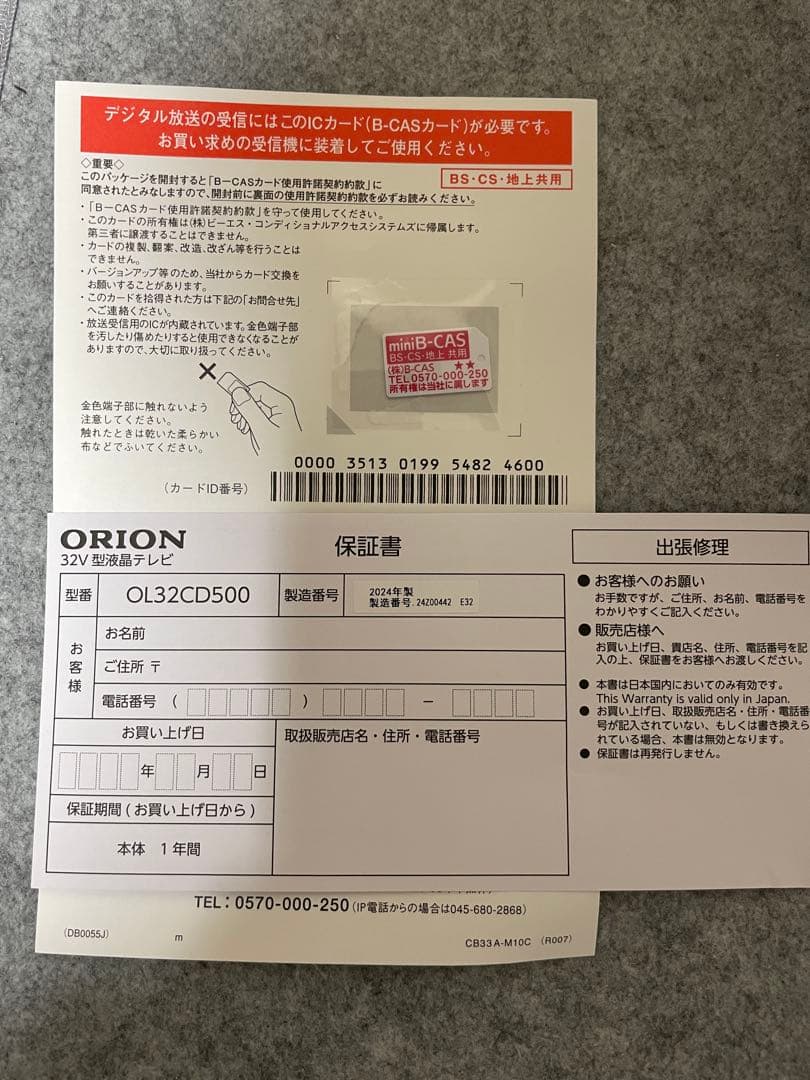 デジタル放送の受信にはこのICカード(B-CASカード)が必要です。
お買い求めの受信機に装着してご使用ください。
◇重要◇
このパッケージを開封すると「B-CASカード使用許諾契約約款」に
同意されたとみなしますので、開封前に裏面の使用許諾契約約款を必ずお読みください。
BS・CS・地上共用
・「B-CASカード使用許諾契約約款」を守って使用してください。
・このカードの所有権は(株)ビーエス・コンディショナルアクセスシステムズに帰属します。
第三者に譲渡することはできません。
・カードの複製、翻案、改造、改ざん等を行うことは
できません。
・バージョンアップ等のため、当社からカード交換を
お願いすることがあります。
・このカードを拾得された方は下記の「お問合せ先」
へご連絡ください。
・放送受信用のICが内蔵されています。金色端子部
を汚したり傷めたりすると使用できなくなることが
ありますので、大切に取り扱ってください。
金色端子部に触れないよう
注意してください。
触れたときは乾いた柔らかい
布などでふいてください。
miniB-CAS
BS・CS・地上 共用
(株)B-CAS ★★
TEL0570-000-250
所有権は当社に属します
0000 3513 0199 5482 4600
(カードID番号)
ORION
32V型液晶テレビ
保証書
出張修理
型番
OL32CD500
製造番号
2024年製
製造番号.24Z00442 E32
お客様
お名前
ご住所 〒
電話番号 ( ) −
お買い上げ日
年 月 日
保証期間(お買い上げ日から)
本体 1年間
取扱販売店名・住所・電話番号
●お客様へのお願い
お手数ですが、ご住所、お名前、電話番号を
わかりやすくご記入ください。
●販売店様へ
お買い上げ日、貴店名、住所、電話番号を記
入の上、保証書をお客様へお渡しください。
● 本書は日本国内においてのみ有効です。
This Warranty is valid only in Japan.
● お買い上げ日、取扱販売店名・住所・電話番
号が記入されていない、もしくは書き換えら
れている場合、本書は無効となります。
● 保証書は再発行しません。
TEL:0570-000-250(IP電話からの場合は045-680-2868)
(DB0055J)
m
CB33A-M10C (R007)